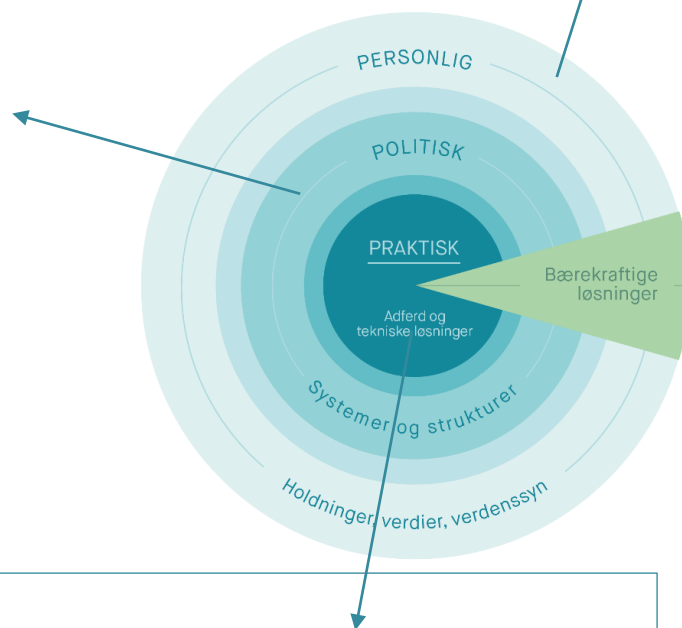 PERSONLIG
POLITISK
PRAKTISK
Bærekraftige
løsninger
Adferd og
tekniske løsninger
Systemer og strukturer
Holdninger, verdier, verdenssyn